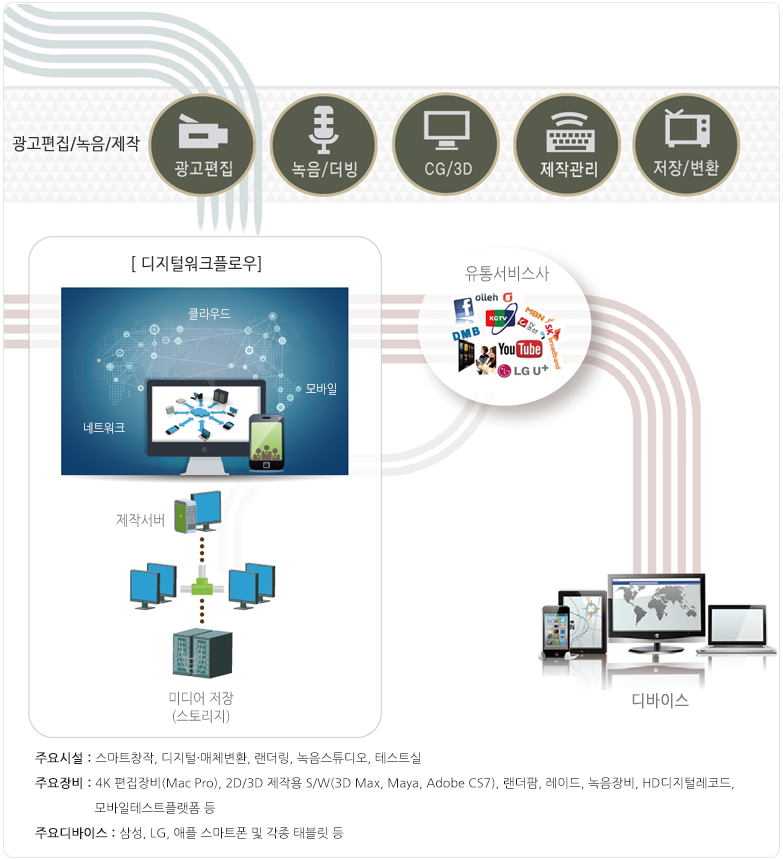 광고편집/녹음/제작
광고편집
녹음/더빙
CG/3D
제작관리
저장/변환
[ 디지털워크플로우]
클라우드
모바일
네트워크
제작서버
미디어 저장
(스토리지)
유통서비스사
olleh
f
KGTV
MBN
SK broadband
DMB
YouTube
LG U+
디바이스
주요시설 : 스마트창작, 디지털·매체변환, 랜더링, 녹음스튜디오, 테스트실
주요장비 : 4K 편집장비(Mac Pro), 2D/3D 제작용 S/W(3D Max, Maya, Adobe CS7), 랜더팜, 레이드, 녹음장비, HD디지털레코드,
모바일테스트플랫폼 등
주요디바이스 : 삼성, LG, 애플 스마트폰 및 각종 태블릿 등